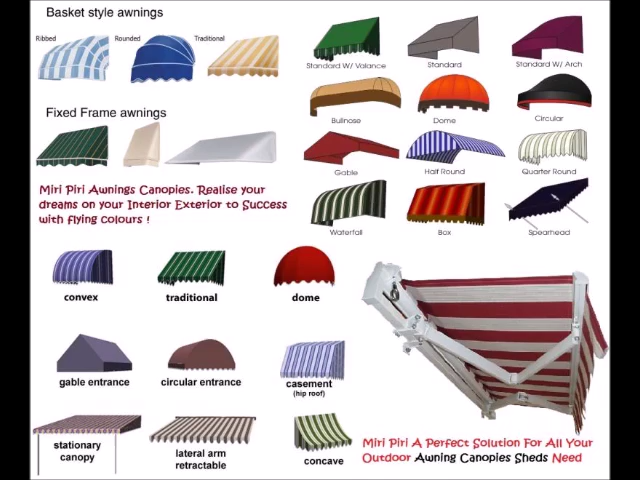 Basket style awnings
Ribbed
Rounded
Traditional
Fixed Frame awnings
Miri Piri Awnings Canopies. Realise your
dreams on your Interior Exterior to Success
with flying colours !
Standard W/ Valance
Standard
Standard W/ Arch
Bullnose
Dome
Circular
Gable
Half Round
Quarter Round
Waterfall
Box
Spearhead
convex
traditional
dome
gable entrance
circular entrance
casement
(hip roof)
stationary
canopy
lateral arm
retractable
concave
Miri Piri A Perfect Solution For All Your
Outdoor Awning Canopies Sheds Need